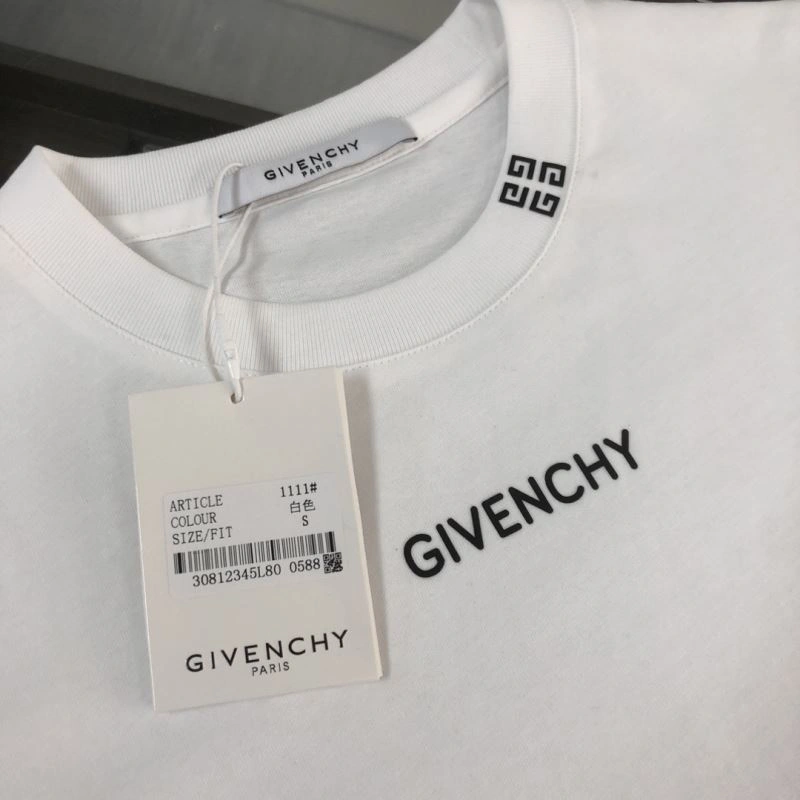 GIVENCHY
PARIS
GIVENCHY
ARTICLE 1111#
COLOUR 白色
SIZE/FIT S
30812345L80 0588
GIVENCHY
PARIS